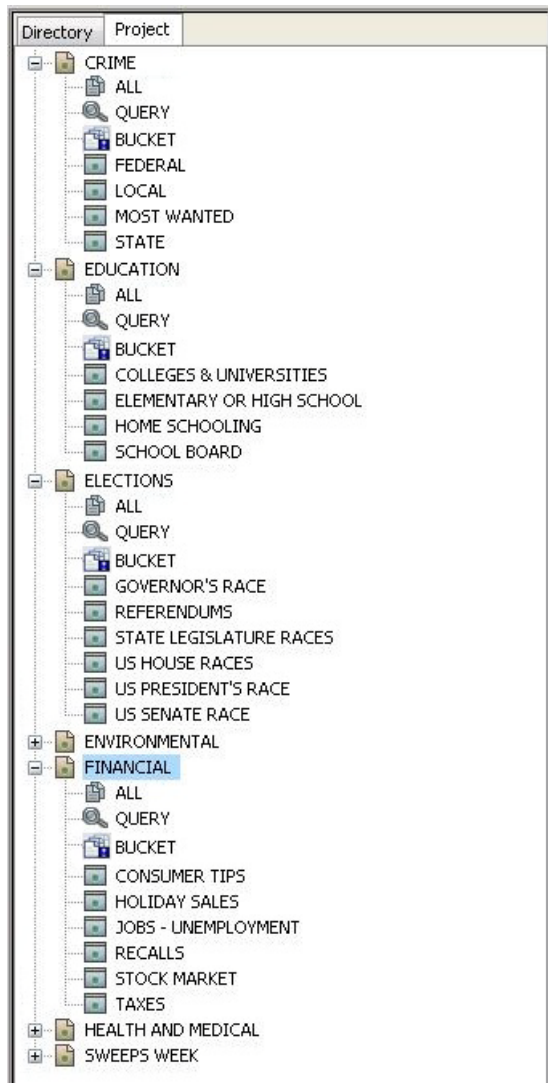 Directory Project
CRIME
ALL
QUERY
BUCKET
FEDERAL
LOCAL
MOST WANTED
STATE
EDUCATION
ALL
QUERY
BUCKET
COLLEGES & UNIVERSITIES
ELEMENTARY OR HIGH SCHOOL
HOME SCHOOLING
SCHOOL BOARD
ELECTIONS
ALL
QUERY
BUCKET
GOVERNOR'S RACE
REFERENDUMS
STATE LEGISLATURE RACES
US HOUSE RACES
US PRESIDENT'S RACE
US SENATE RACE
ENVIRONMENTAL
FINANCIAL
ALL
QUERY
BUCKET
CONSUMER TIPS
HOLIDAY SALES
JOBS - UNEMPLOYMENT
RECALLS
STOCK MARKET
TAXES
HEALTH AND MEDICAL
SWEEPS WEEK